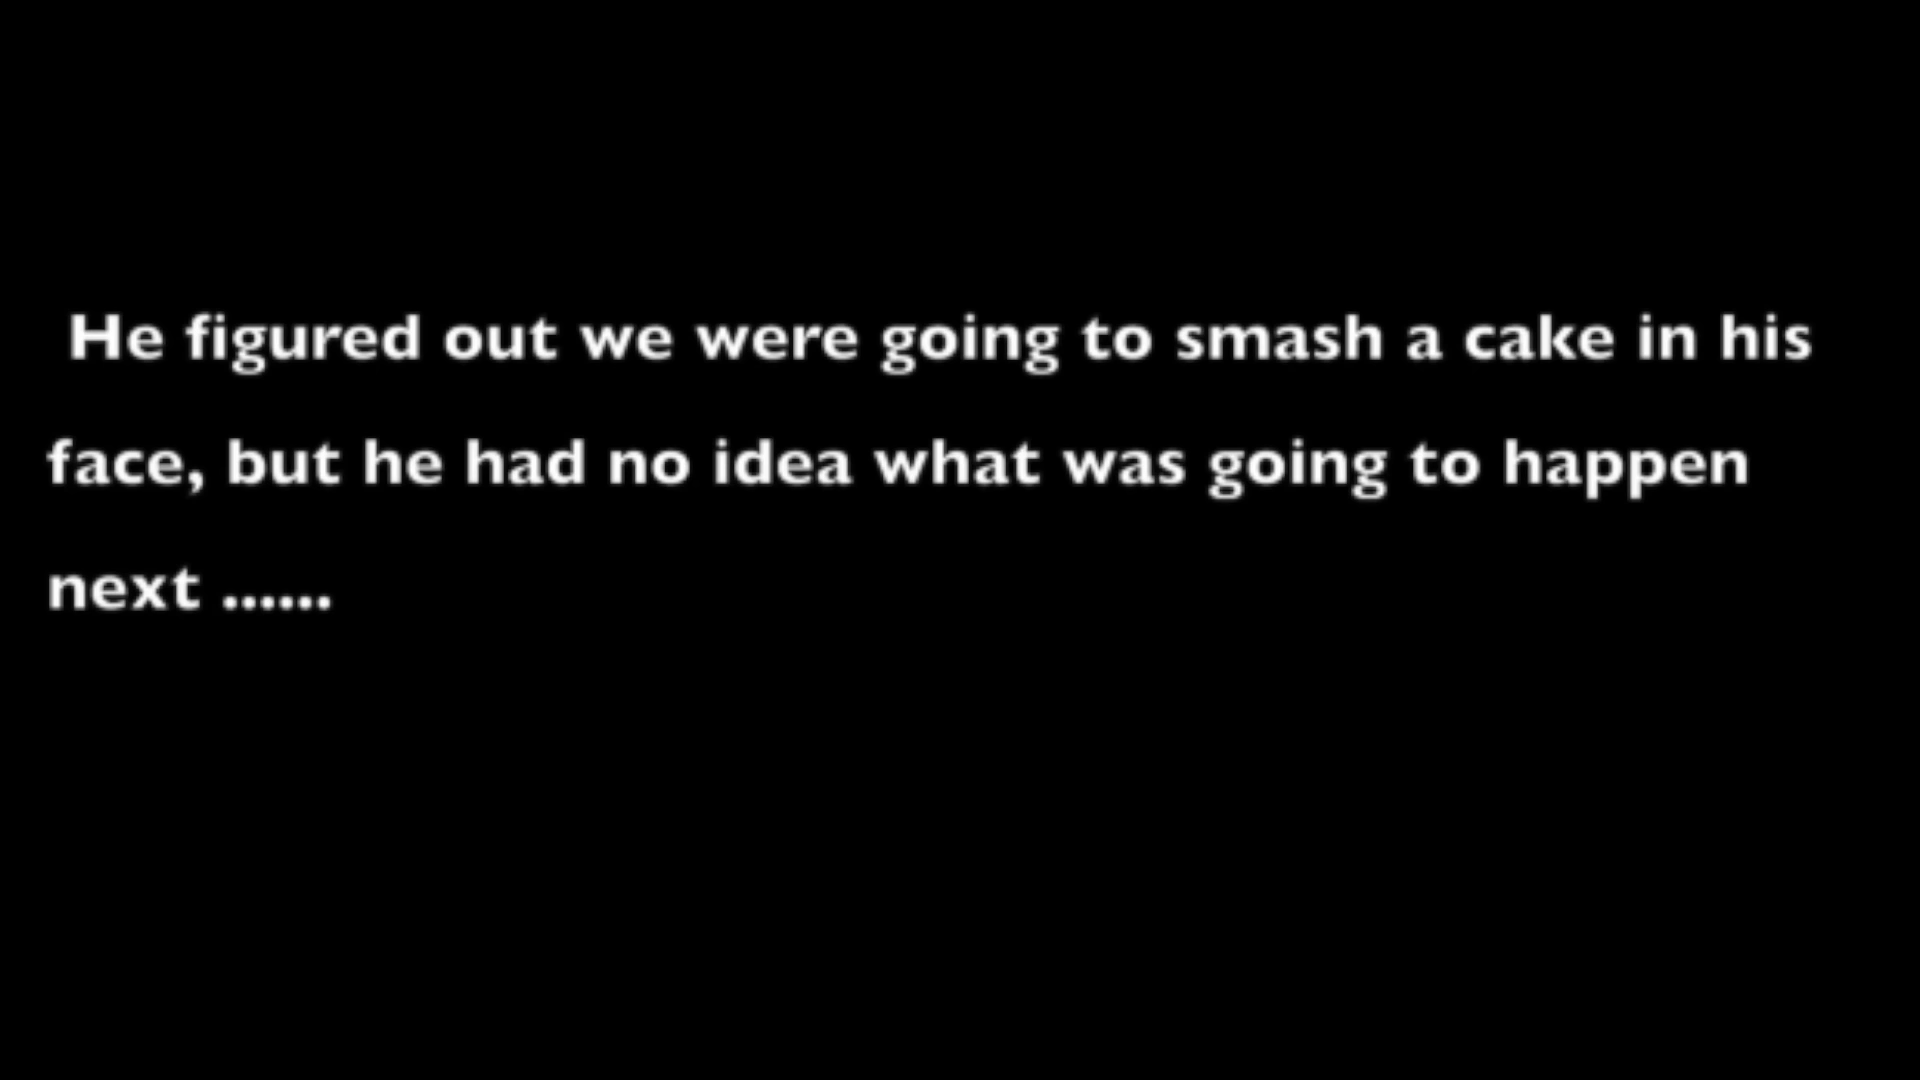 He figured out we were going to smash a cake in his
face, but he had no idea what was going to happen
next ......